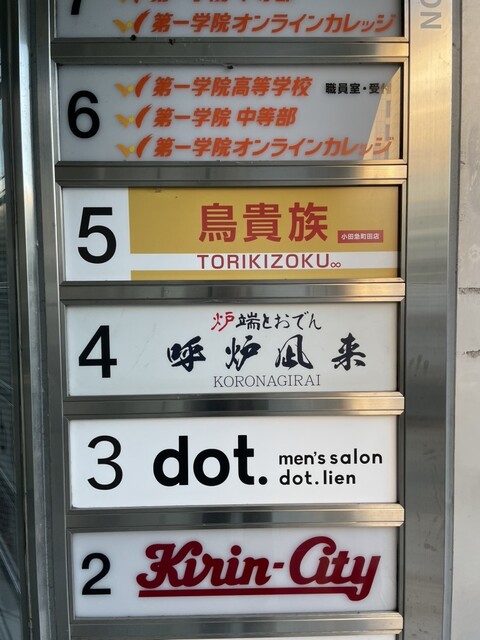 7
第一学院オンラインカレッジ
6
第一学院高等学校 職員室・受付
第一学院 中等部
第一学院オンラインカレッジ
5
鳥貴族
小田急町田店
TORIKIZOKU∞
4
炉端とおでん
呼炉凪来
KORONAGIRAI
3
dot.
men's salon
dot.lien
2
Kirin-City
ON